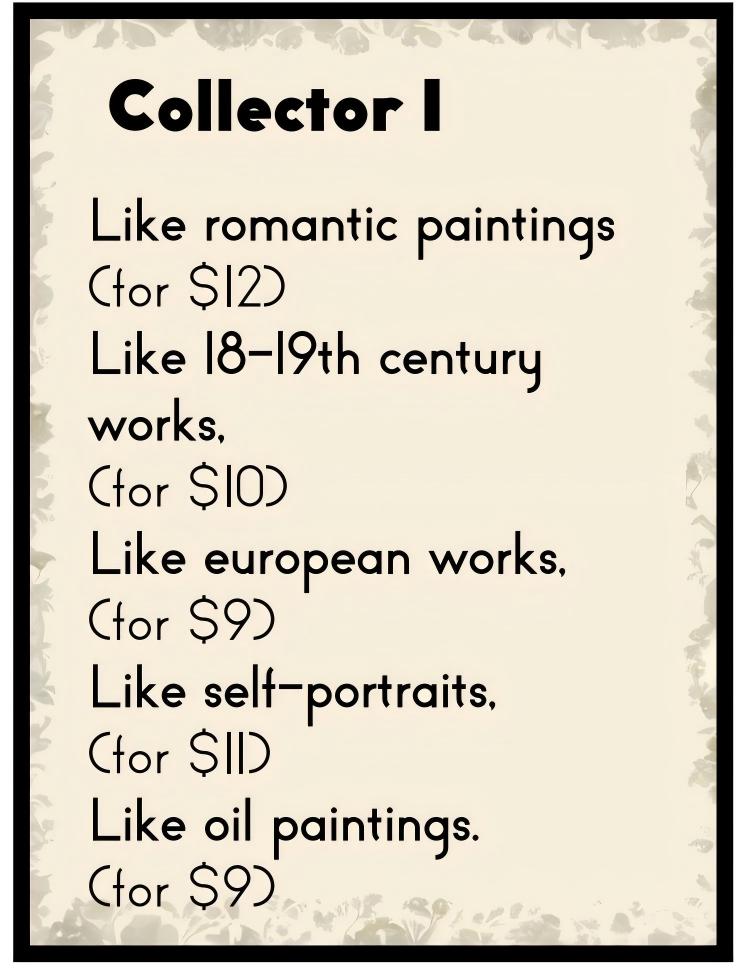 Collector 1
Like romantic paintings
(for $12)
Like 18-19th century
works,
(for $10)
Like european works,
(for $9)
Like self-portraits,
(for $11)
Like oil paintings.
(for $9)